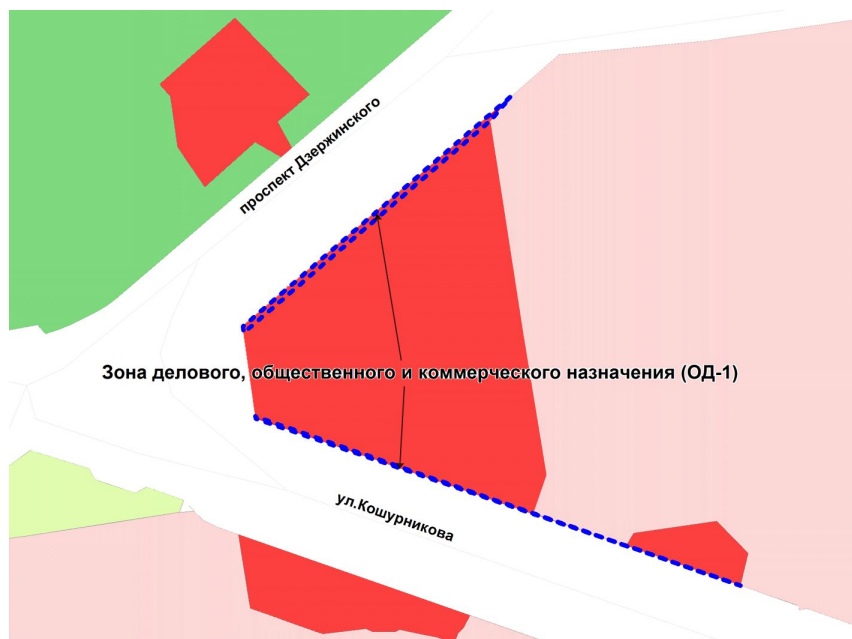 проспект Дзержинского
Зона делового, общественного и коммерческого назначения (ОД-1)
ул.Кошурникова